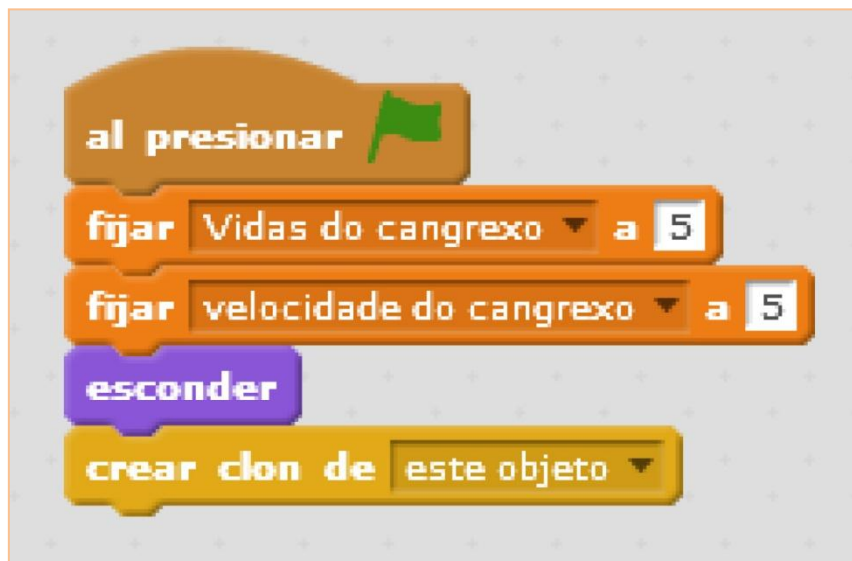 al presionar
fijar Vidas do cangrexo a 5
fijar velocidade do cangrexo a 5
esconder
crear clon de este objeto